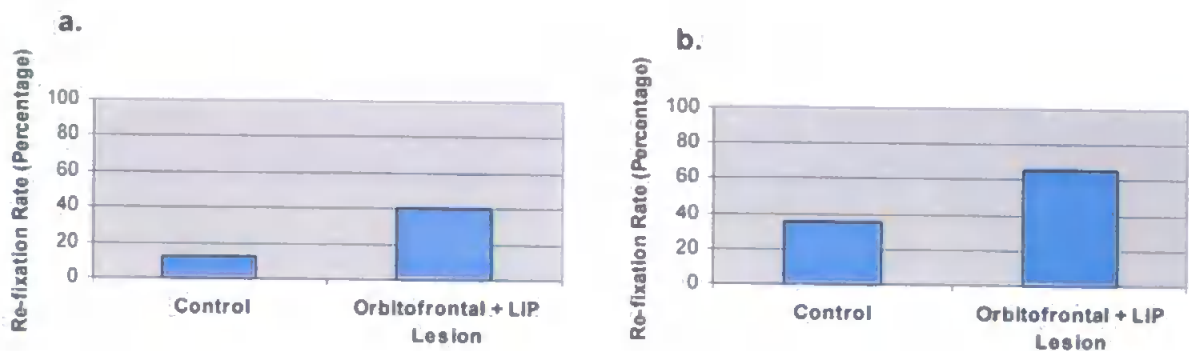 a.
Re-fixation Rate (Percentage)
100
80
60
40
20
0
Control
Orbitofrontal + LIP
Lesion
b.
Re-fixation Rate (Percentage)
100
80
60
40
20
0
Control
Orbitofrontal + LIP
Lesion